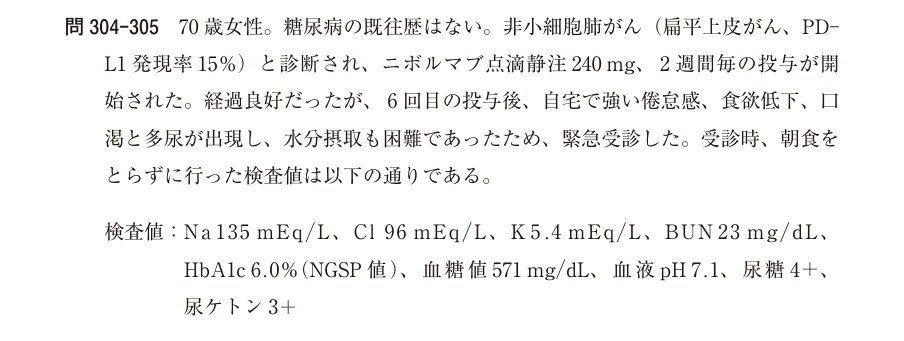 問 304-305 70 歳女性。糖尿病の既往歴はない。非小細胞肺がん（扁平上皮がん、PD-
L1 発現率 15%）と診断され、ニボルマブ点滴静注 240 mg、2 週間毎の投与が開
始された。経過良好だったが、6 回目の投与後、自宅で強い倦怠感、食欲低下、口
渇と多尿が出現し、水分摂取も困難であったため、緊急受診した。受診時、朝食を
とらずに行った検査値は以下の通りである。
検査値：Na 135 mEq/L、Cl 96 mEq/L、K 5.4 mEq/L、BUN 23 mg/dL、
HbA1c 6.0%（NGSP 値）、血糖値 571 mg/dL、血液 pH 7.1、尿糖 4+、
尿ケトン 3+